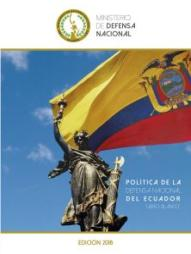 MINISTERIO
DE DEFENSA
NACIONAL
POLÍTICA DE LA
DEFENSA NACIONAL
DEL ECUADOR
LIBRO BLANCO
EDICIÓN 2018